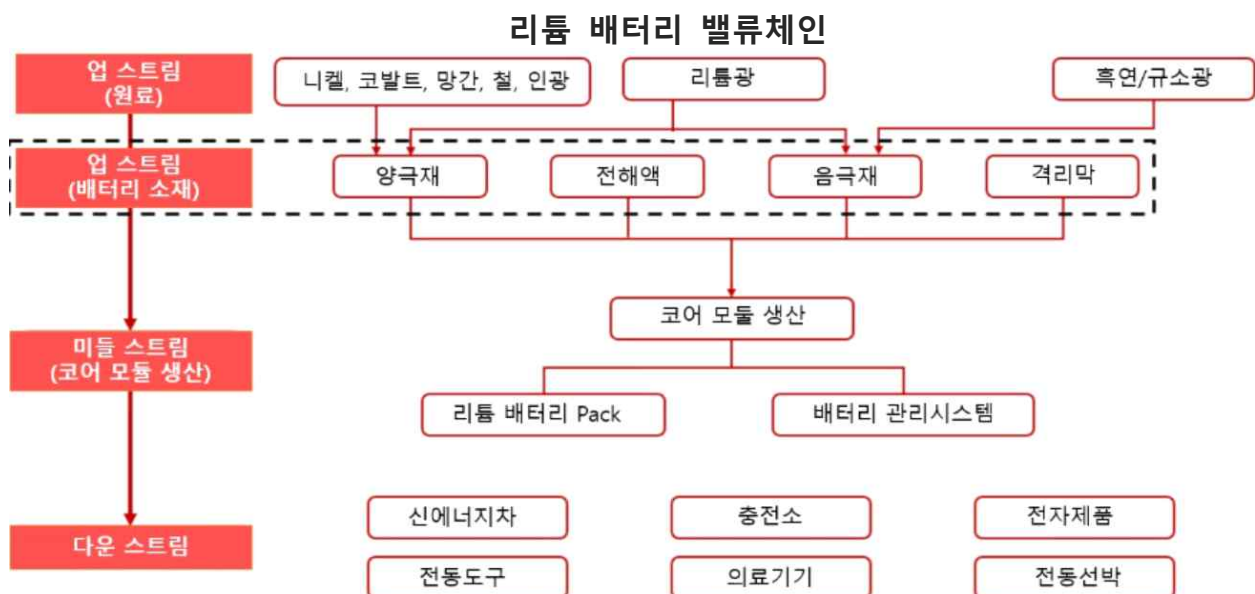 리튬 배터리 밸류체인
업 스트림
(원료)
니켈, 코발트, 망간, 철, 인광
리튬광
흑연/규소광
업 스트림
(배터리 소재)
양극재
전해액
음극재
격리막
코어 모둘 생산
미들 스트림
(코어 모듈 생산)
리튬 배터리 Pack
배터리 관리시스템
신에너지차
충전소
전자제품
다운 스트림
전동도구
의료기기
전동선박